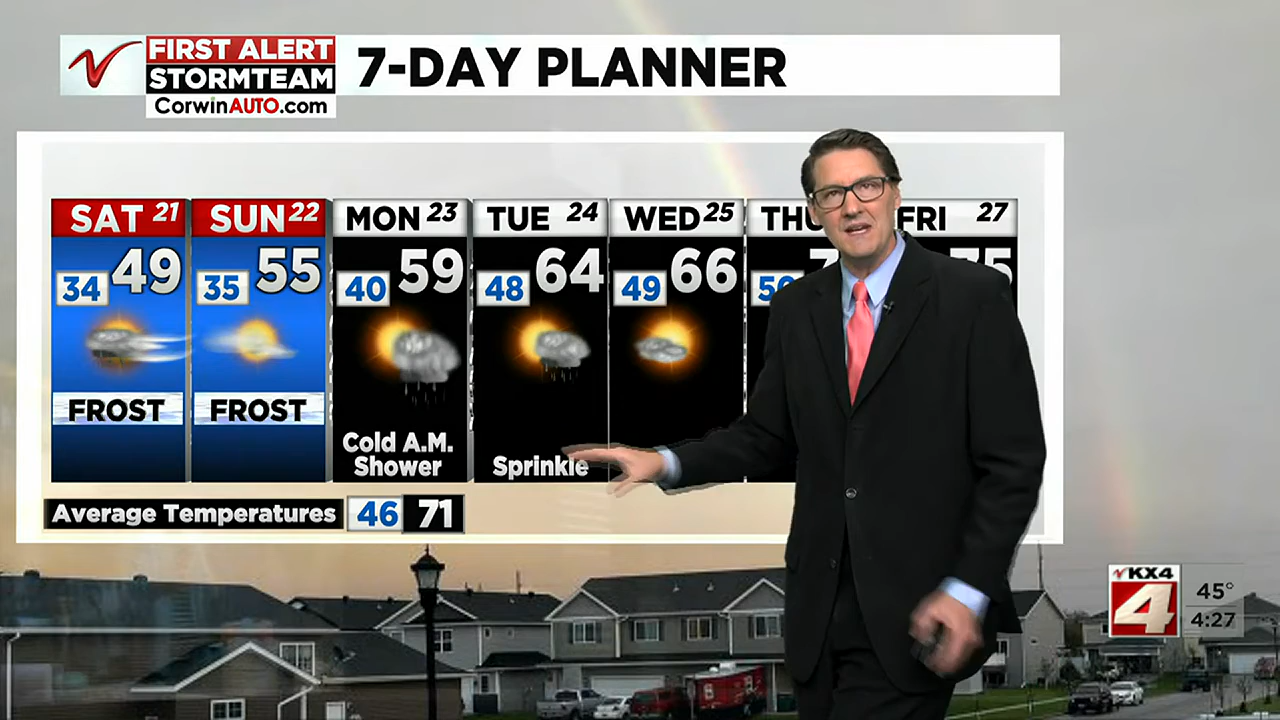 FIRST ALERT
STORMTEAM
CorwinAUTO.com
7-DAY PLANNER
SAT 21
SUN 22
MON 23
TUE 24
WED 25
THU
FRI 27
34 49
35 55
40 59
48 64
49 66
FROST
FROST
Cold A.M.
Shower
Sprinkle
Average Temperatures 46 71
KX4
4
45°
4:27